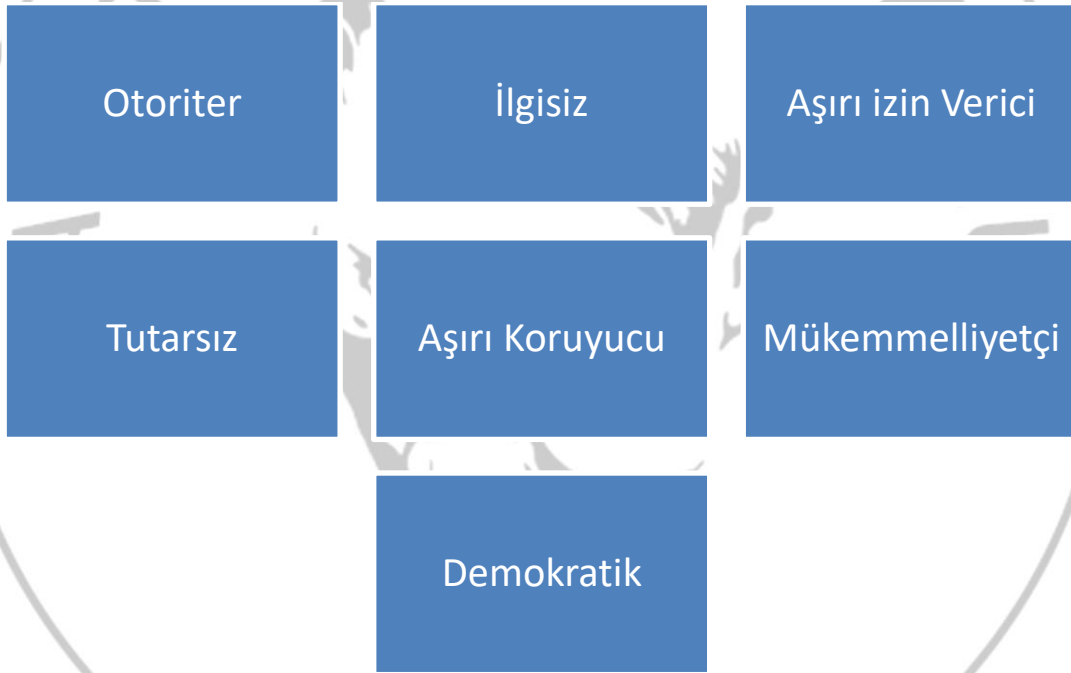 Otoriter
İlgisiz
Aşırı izin Verici
Tutarsız
Aşırı Koruyucu
Mükemmelliyetçi
Demokratik